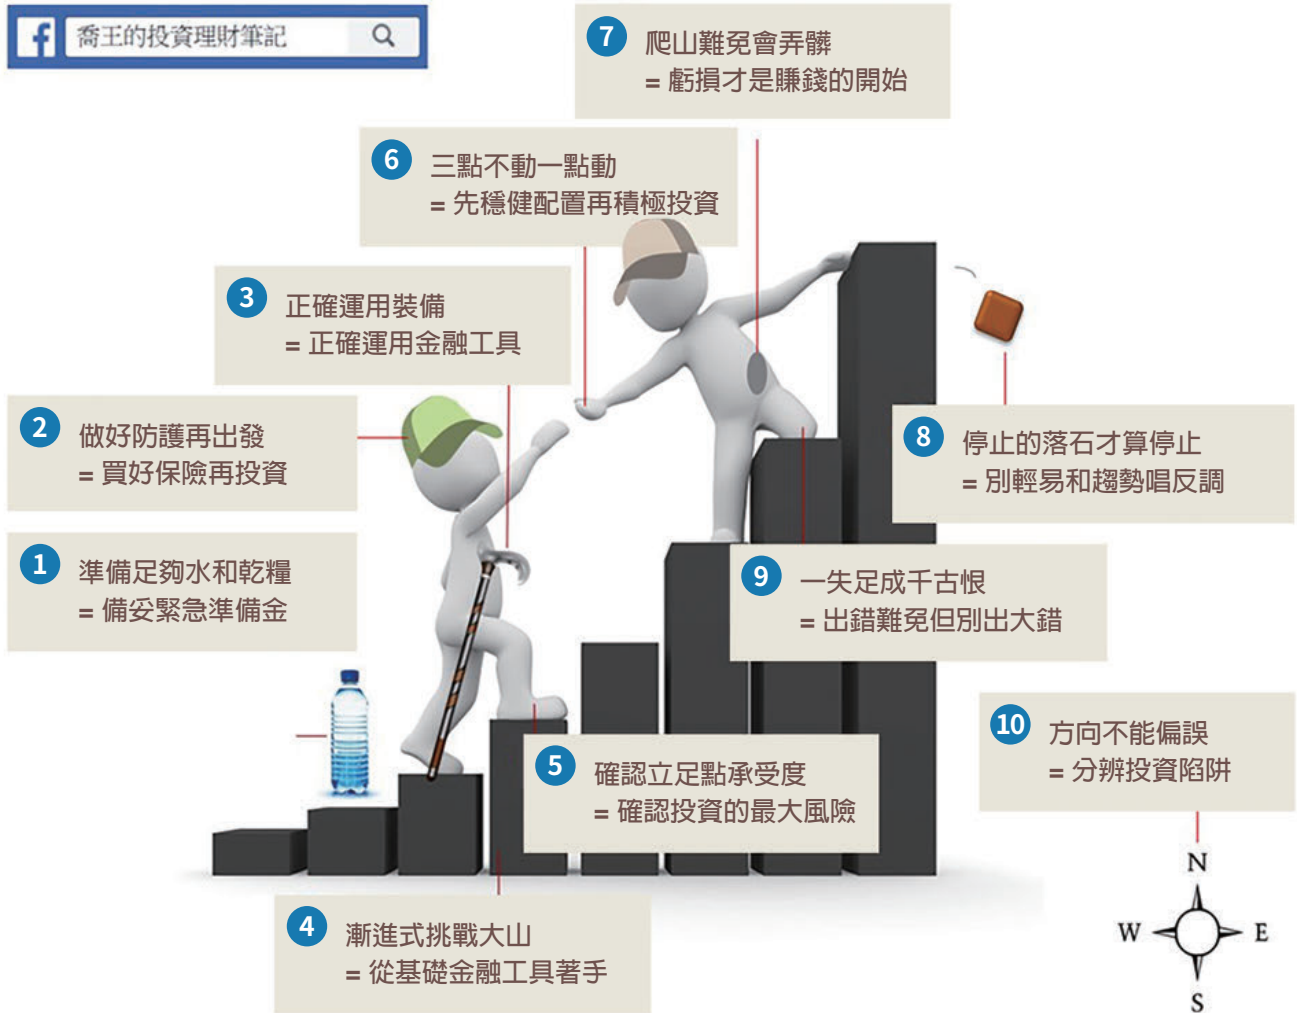 喬王的投資理財筆記
7 爬山難免會弄髒
= 虧損才是賺錢的開始
6 三點不動一點動
= 先穩健配置再積極投資
3 正確運用裝備
= 正確運用金融工具
2 做好防護再出發
= 買好保險再投資
8 停止的落石才算停止
= 別輕易和趨勢唱反調
1 準備足夠水和乾糧
= 備妥緊急準備金
9 一失足成千古恨
= 出錯難免但別出大錯
10 方向不能偏誤
= 分辨投資陷阱
5 確認立足點承受度
= 確認投資的最大風險
4 漸進式挑戰大山
= 從基礎金融工具著手
N
W E
S